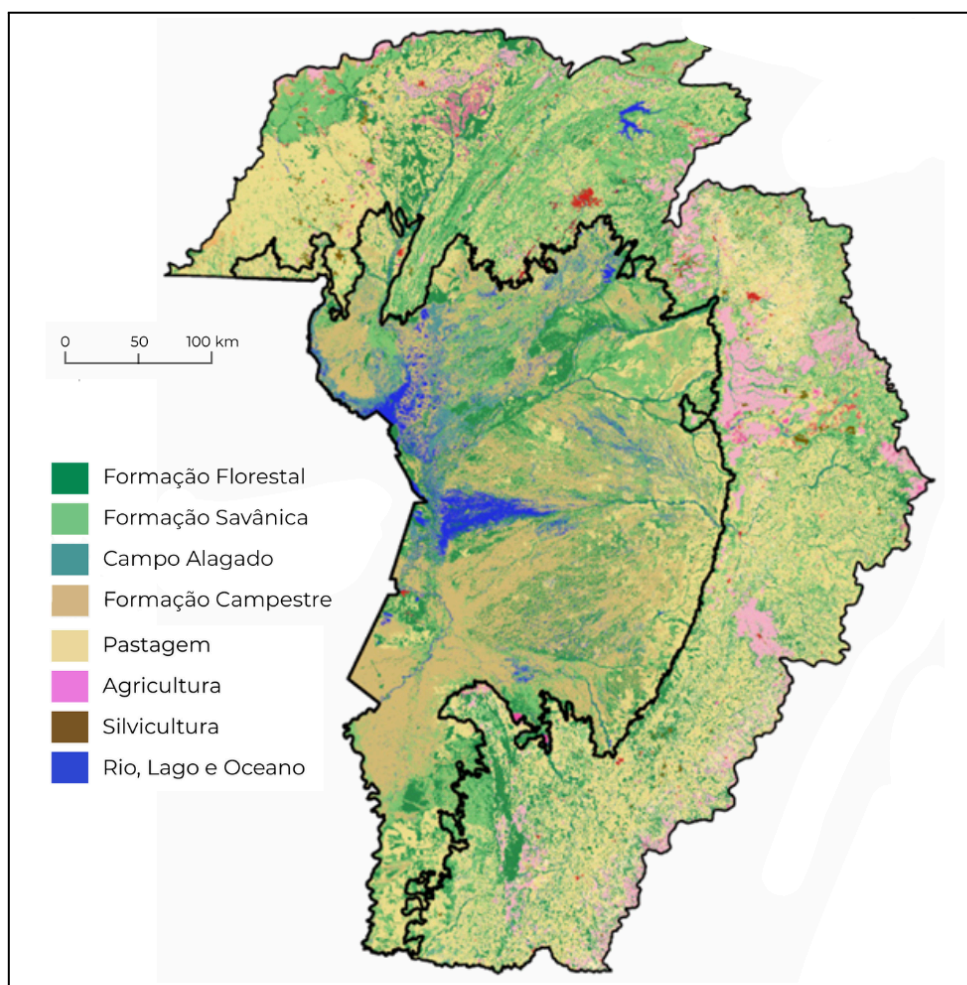 0 50 100 km
Formação Florestal
Formação Savânica
Campo Alagado
Formação Campestre
Pastagem
Agricultura
Silvicultura
Rio, Lago e Oceano